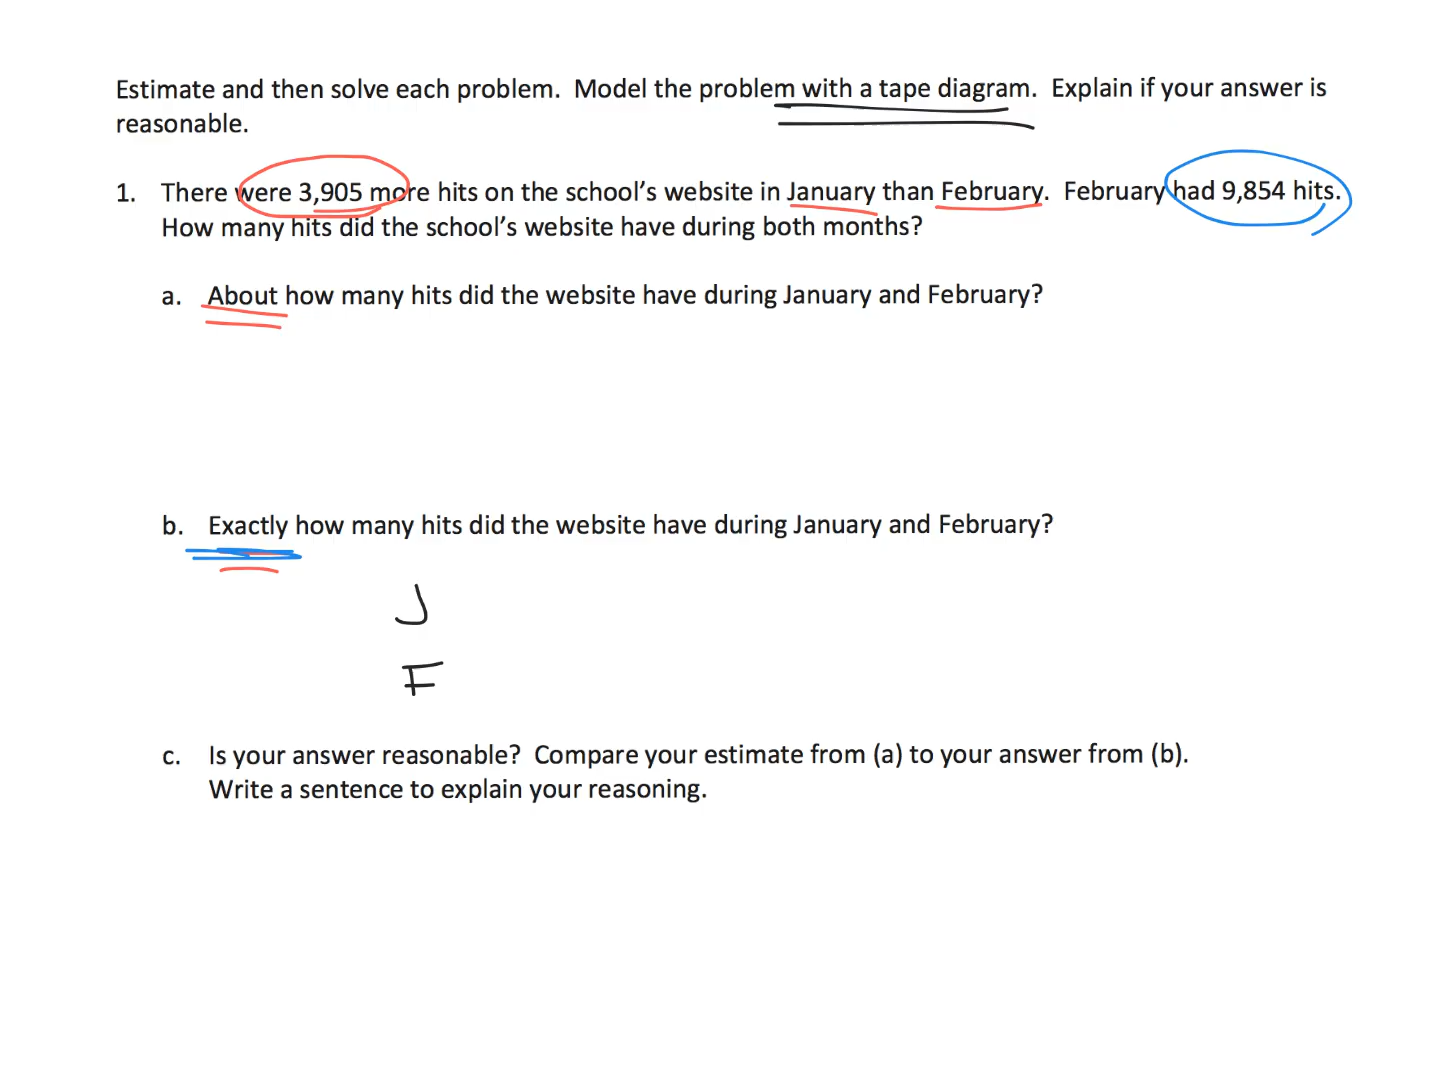 Estimate and then solve each problem. Model the problem with a tape diagram. Explain if your answer is
reasonable.
1. There were 3,905 more hits on the school's website in January than February. February had 9,854 hits.
How many hits did the school's website have during both months?
a. About how many hits did the website have during January and February?
b. Exactly how many hits did the website have during January and February?
J
F
c. Is your answer reasonable? Compare your estimate from (a) to your answer from (b).
Write a sentence to explain your reasoning.